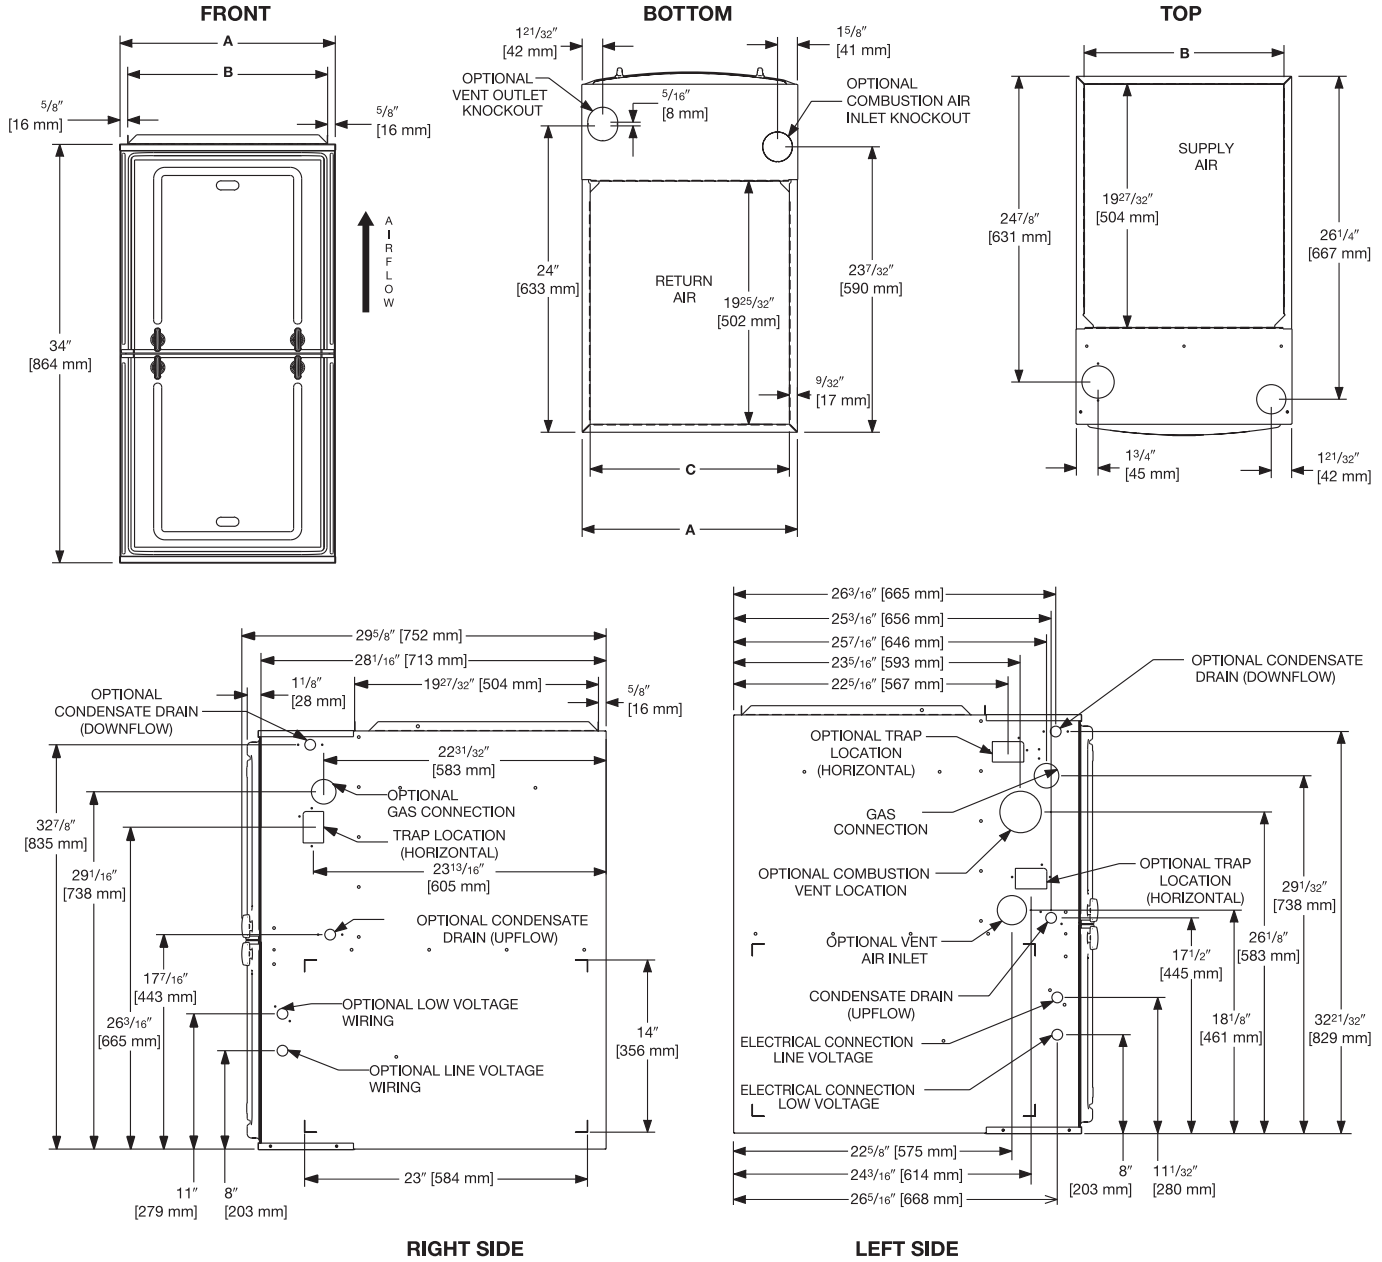 FRONT
A
B
5/8"
[16 mm]
5/8"
[16 mm]
AIRFLOW
34"
[864 mm]
BOTTOM
1 21/32"
[42 mm]
1 5/8"
[41 mm]
OPTIONAL
VENT OUTLET
KNOCKOUT
5/16"
[8 mm]
OPTIONAL
COMBUSTION AIR
INLET KNOCKOUT
24"
[633 mm]
RETURN
AIR
19 25/32"
[502 mm]
23 7/32"
[590 mm]
9/32"
[17 mm]
C
A
TOP
B
SUPPLY
AIR
19 27/32"
[504 mm]
24 7/8"
[631 mm]
26 1/4"
[667 mm]
1 3/4"
[45 mm]
1 21/32"
[42 mm]
29 5/8" [752 mm]
28 1/16" [713 mm]
1 1/8"
[28 mm]
19 27/32" [504 mm]
5/8"
[16 mm]
OPTIONAL
CONDENSATE DRAIN
(DOWNFLOW)
22 31/32"
[583 mm]
OPTIONAL
GAS CONNECTION
TRAP LOCATION
(HORIZONTAL)
23 13/16"
[605 mm]
32 7/8"
[835 mm]
29 1/16"
[738 mm]
OPTIONAL CONDENSATE
DRAIN (UPFLOW)
17 7/16"
[443 mm]
26 3/16"
[665 mm]
OPTIONAL LOW VOLTAGE
WIRING
14"
[356 mm]
OPTIONAL LINE VOLTAGE
WIRING
23" [584 mm]
11"
[279 mm]
8"
[203 mm]
RIGHT SIDE
26 3/16" [665 mm]
25 3/16" [656 mm]
25 7/16" [646 mm]
23 5/16" [593 mm]
22 5/16" [567 mm]
OPTIONAL CONDENSATE
DRAIN (DOWNFLOW)
OPTIONAL TRAP
LOCATION
(HORIZONTAL)
GAS
CONNECTION
OPTIONAL COMBUSTION
VENT LOCATION
OPTIONAL TRAP
LOCATION
(HORIZONTAL)
29 1/32"
[738 mm]
OPTIONAL VENT
AIR INLET
26 1/8"
[583 mm]
17 1/2"
[445 mm]
CONDENSATE DRAIN
(UPFLOW)
18 1/8"
[461 mm]
32 21/32"
[829 mm]
ELECTRICAL CONNECTION
LINE VOLTAGE
ELECTRICAL CONNECTION
LOW VOLTAGE
22 5/8" [575 mm]
24 3/16" [614 mm]
26 5/16" [668 mm]
8"
[203 mm]
11 1/32"
[280 mm]
LEFT SIDE